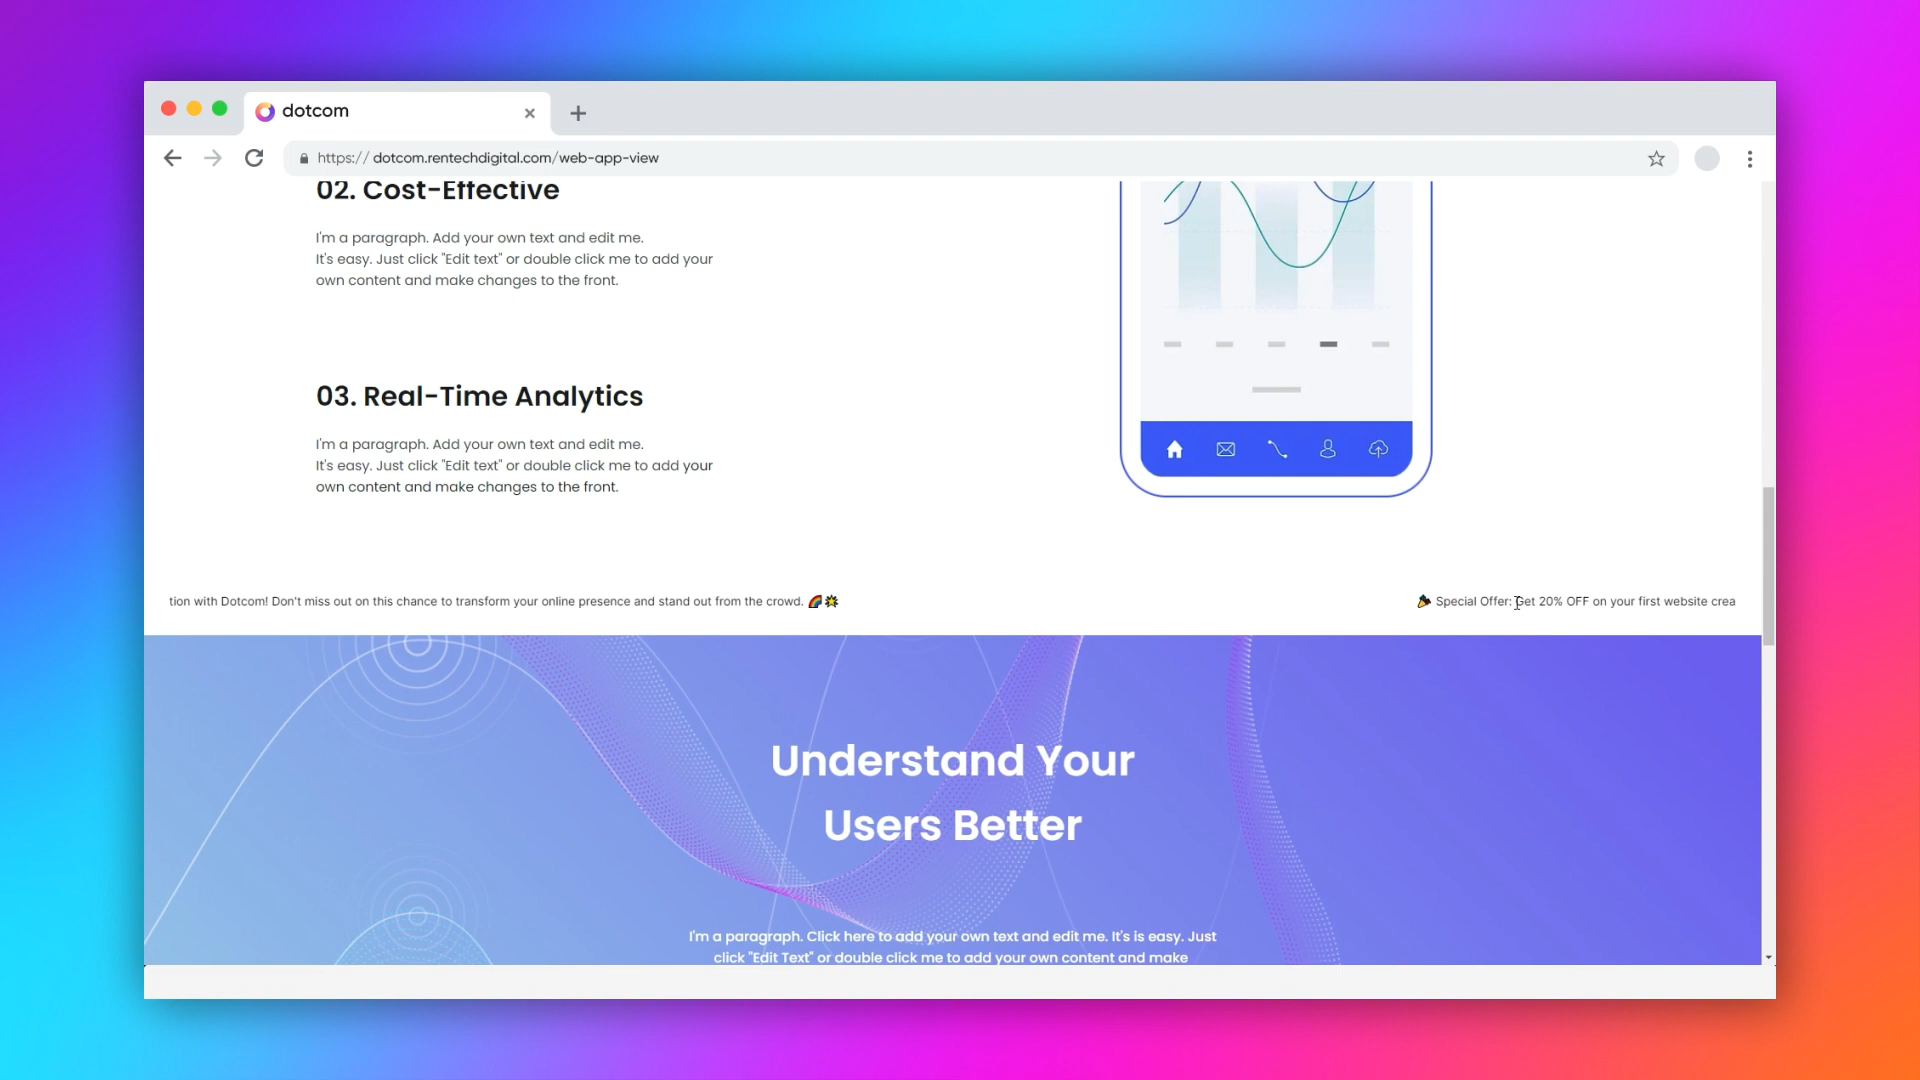 dotcom
https:// dotcom.rentechdigital.com/web-app-view
02. Cost-Effective
I'm a paragraph. Add your own text and edit me.
It's easy. Just click "Edit text" or double click me to add your
own content and make changes to the front.
03. Real-Time Analytics
I'm a paragraph. Add your own text and edit me.
It's easy. Just click "Edit text" or double click me to add your
own content and make changes to the front.
tion with Dotcom! Don't miss out on this chance to transform your online presence and stand out from the crowd. 🌈💥
🎉 Special Offer: Get 20% OFF on your first website crea
Understand Your
Users Better
I'm a paragraph. Click here to add your own text and edit me. It's is easy. Just
click "Edit Text" or double click me to add your own content and make